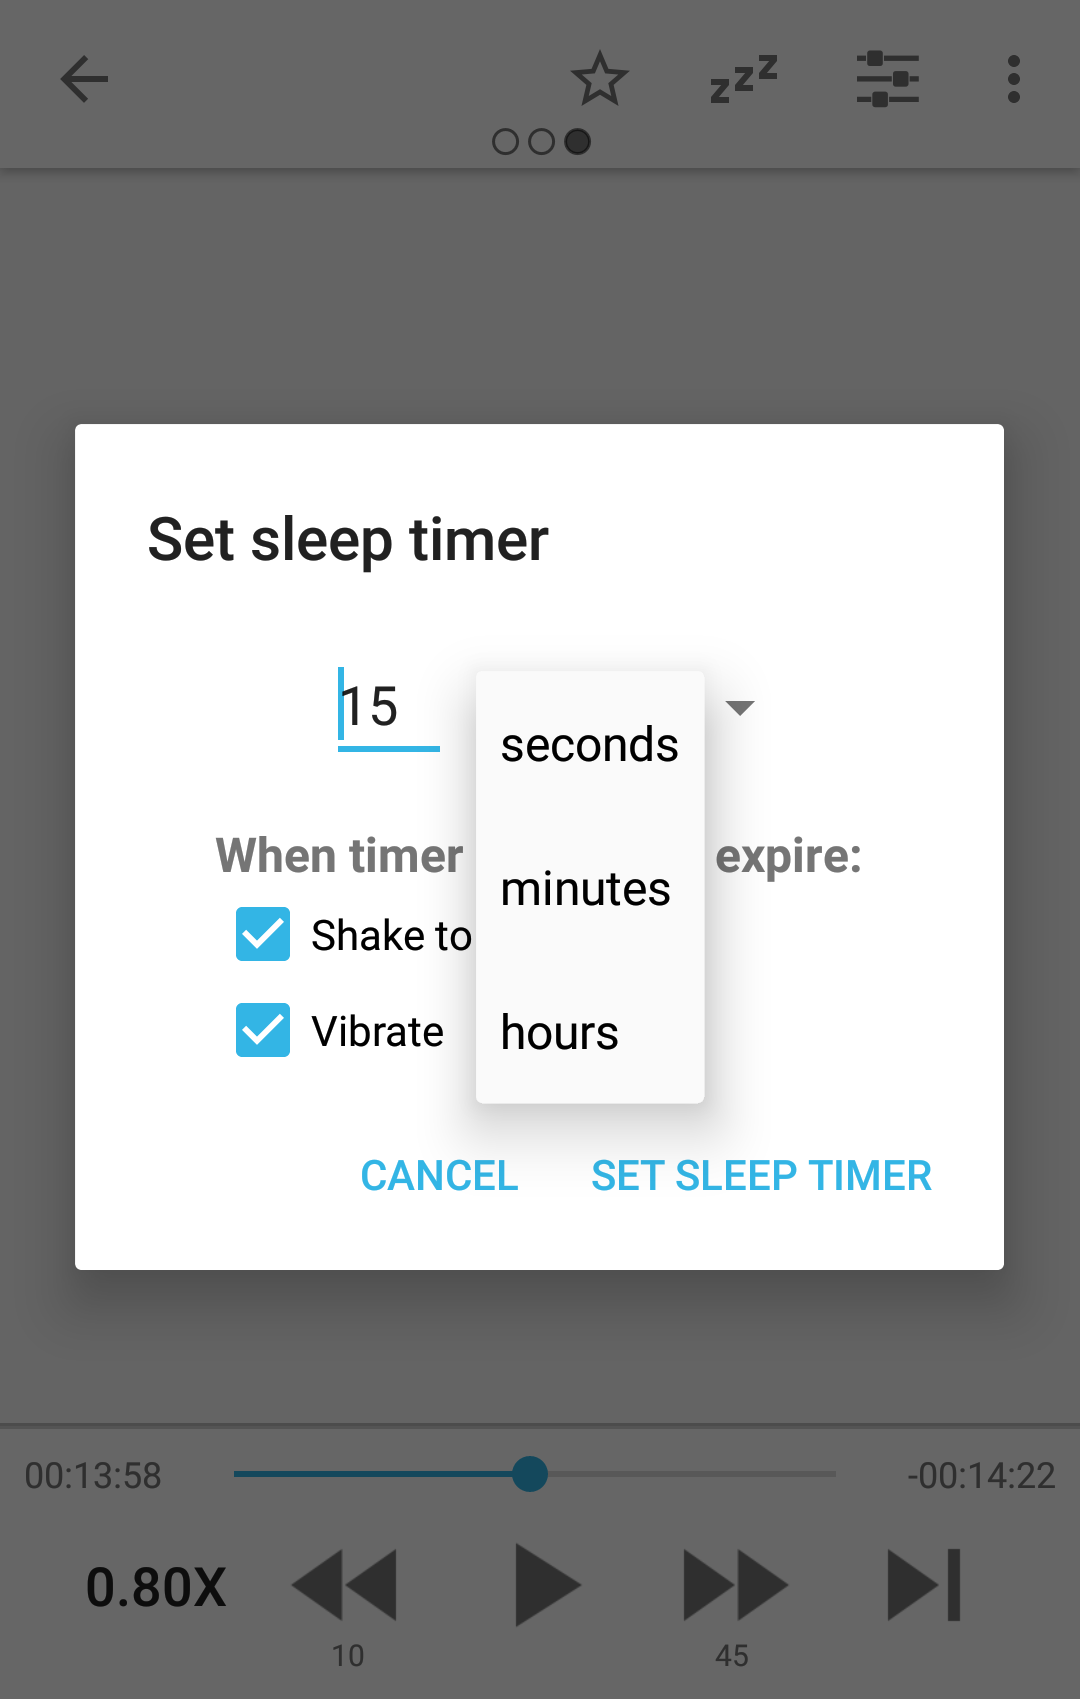 zzz
Set sleep timer
15
seconds
When timer expire:
minutes
Shake to
Vibrate
hours
CANCEL SET SLEEP TIMER
00:13:58 -00:14:22
0.80X
10 45